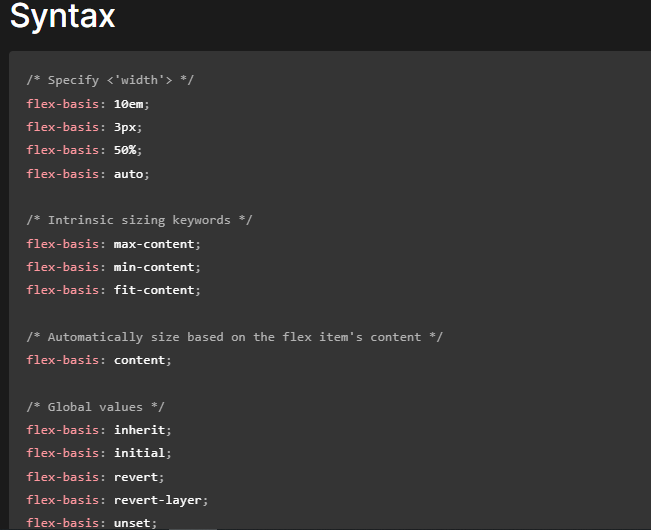 Syntax
/* Specify <'width'> */
flex-basis: 10em;
flex-basis: 3px;
flex-basis: 50%;
flex-basis: auto;
/* Intrinsic sizing keywords */
flex-basis: max-content;
flex-basis: min-content;
flex-basis: fit-content;
/* Automatically size based on the flex item's content */
flex-basis: content;
/* Global values */
flex-basis: inherit;
flex-basis: initial;
flex-basis: revert;
flex-basis: revert-layer;
flex-basis: unset;